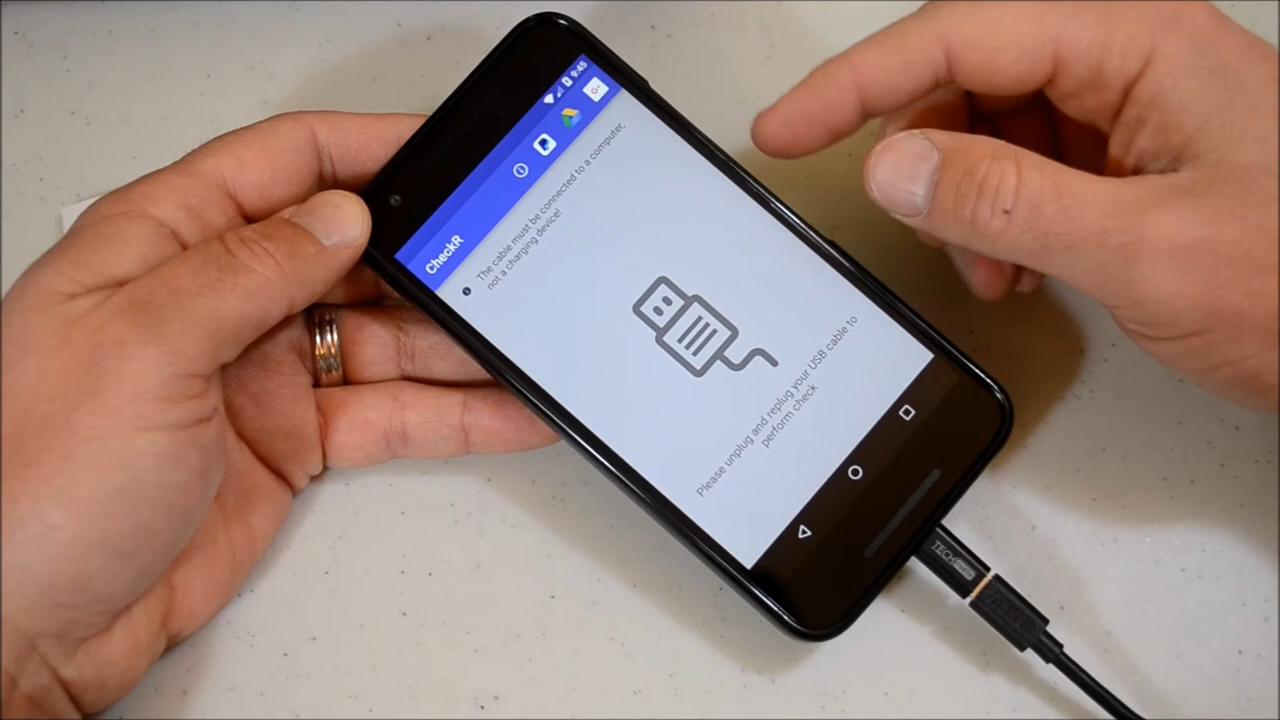 9:45
G+
CheckR
The cable must be connected to a computer,
not a charging device!
Please unplug and replug your USB cable to
perform check
TECH